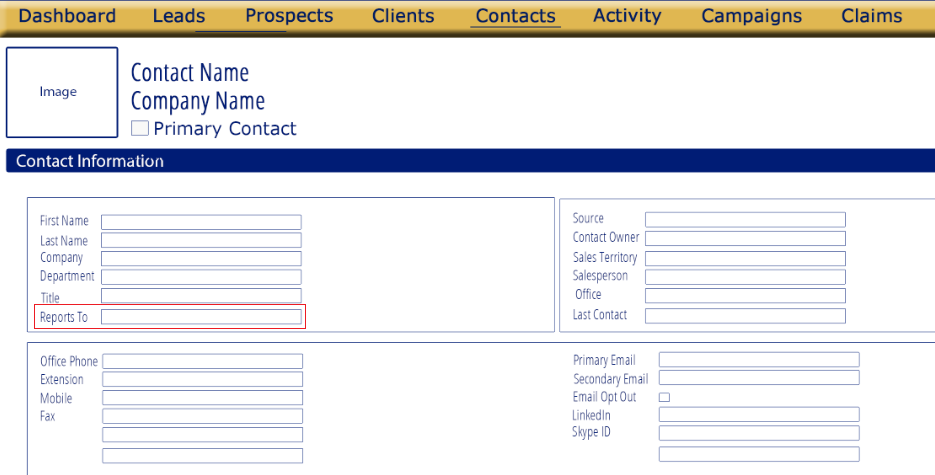 Dashboard Leads Prospects Clients Contacts Activity Campaigns Claims
Image
Contact Name
Company Name
Primary Contact
Contact Information
First Name
Last Name
Company
Department
Title
Reports To
Source
Contact Owner
Sales Territory
Salesperson
Office
Last Contact
Office Phone
Extension
Mobile
Fax
Primary Email
Secondary Email
Email Opt Out
LinkedIn
Skype ID